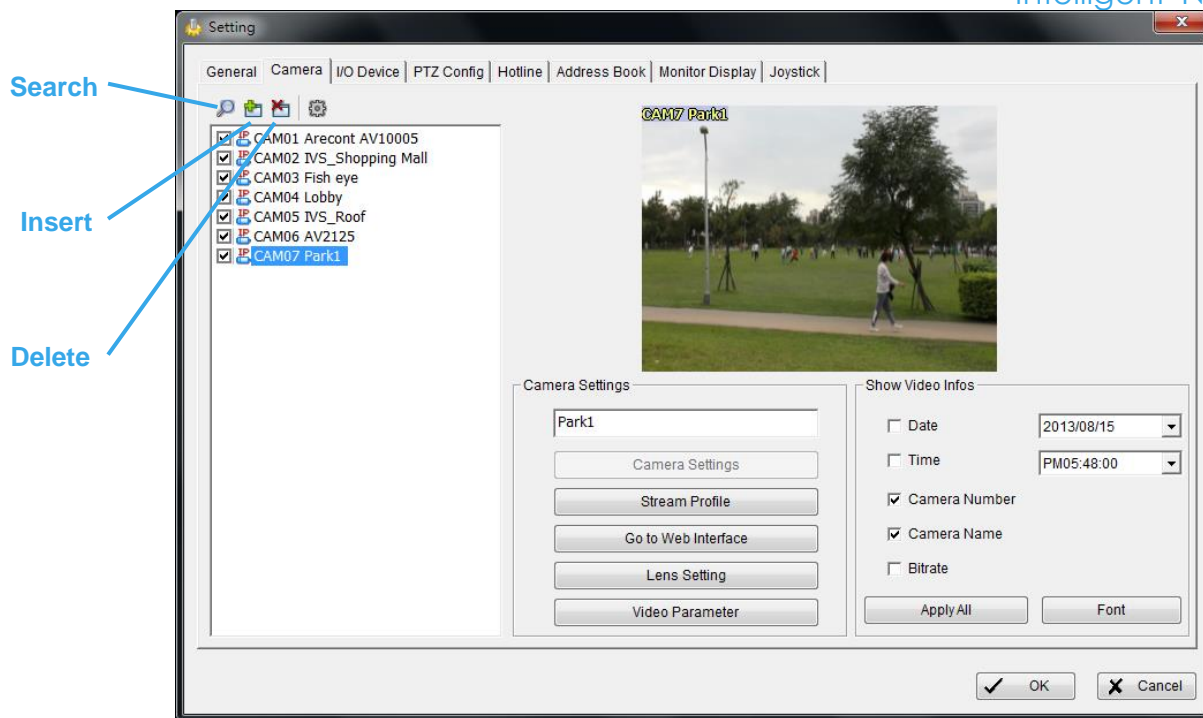 Intelligent
Setting
General Camera I/O Device PTZ Config Hotline Address Book Monitor Display Joystick
Search
Insert
Delete
CAM01 Arecont AV10005
CAM02 IVS_Shopping Mall
CAM03 Fish eye
CAM04 Lobby
CAM05 IVS_Roof
CAM06 AV2125
CAM07 Park1
CAM7 Park1
Camera Settings
Park1
Camera Settings
Stream Profile
Go to Web Interface
Lens Setting
Video Parameter
Show Video Infos
Date 2013/08/15
Time PM05:48:00
Camera Number
Camera Name
Bitrate
Apply All Font
OK Cancel